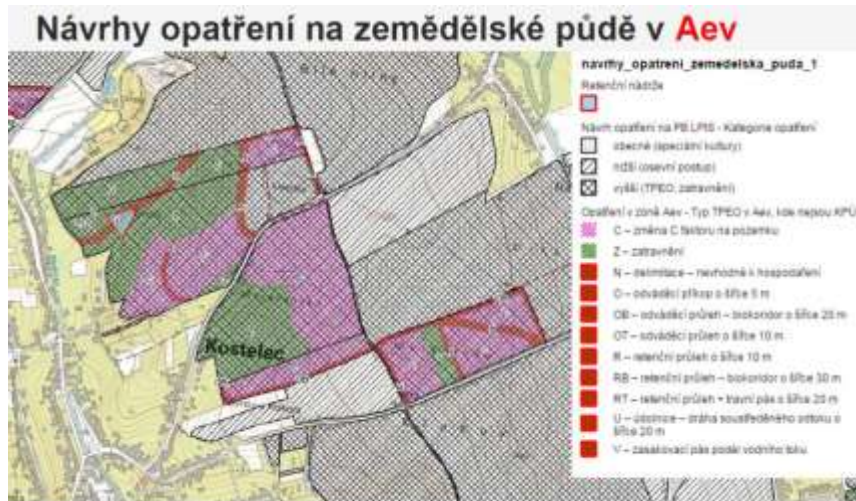 Návrhy opatření na zemědělské půdě v Aev
navrhy_opatreni_zemedelska_puda_1
Retenční nádrže
Návrh opatření na PB LPIS - Kategorie opatření
obecné (speciální kultury)
nižší (osevní postup)
vyšší (TPEO, zatravnění)
Opatření v zóně Aev - Typ TPEO v Aev, kde nejsou KPÚ
C – změna C faktoru na pozemku
Z – zatravnění
N – delimitace – nevhodné k hospodaření
O – odváděcí příkop o šířce 5 m
OB – odváděcí průleh – biokoridor o šířce 20 m
OT – odváděcí průleh o šířce 10 m
R – retenční průleh o šířce 10 m
RB – retenční průleh – biokoridor o šířce 30 m
RT – retenční průleh + travní pás o šířce 20 m
U – údolnice – dráha soustředěného odtoku o
šířce 20 m
V – zasakovací pás podél vodního toku
Kostelec